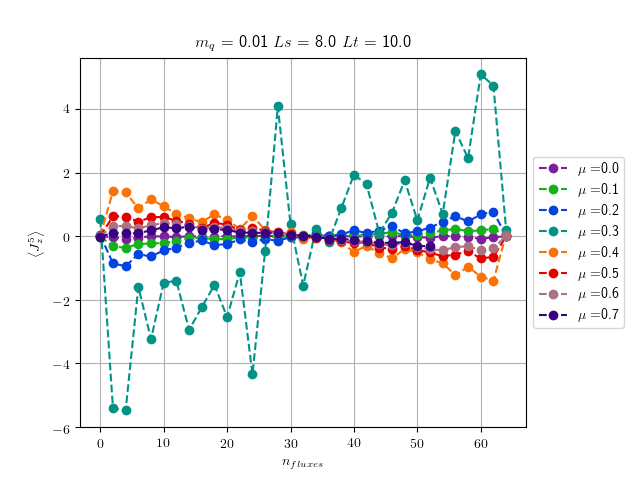 m_q = 0.01 Ls = 8.0 Lt = 10.0
⟨J_z^5⟩
4
2
0
−2
−4
−6
0 10 20 30 40 50 60
n_{fluxes}
μ =0.0
μ =0.1
μ =0.2
μ =0.3
μ =0.4
μ =0.5
μ =0.6
μ =0.7